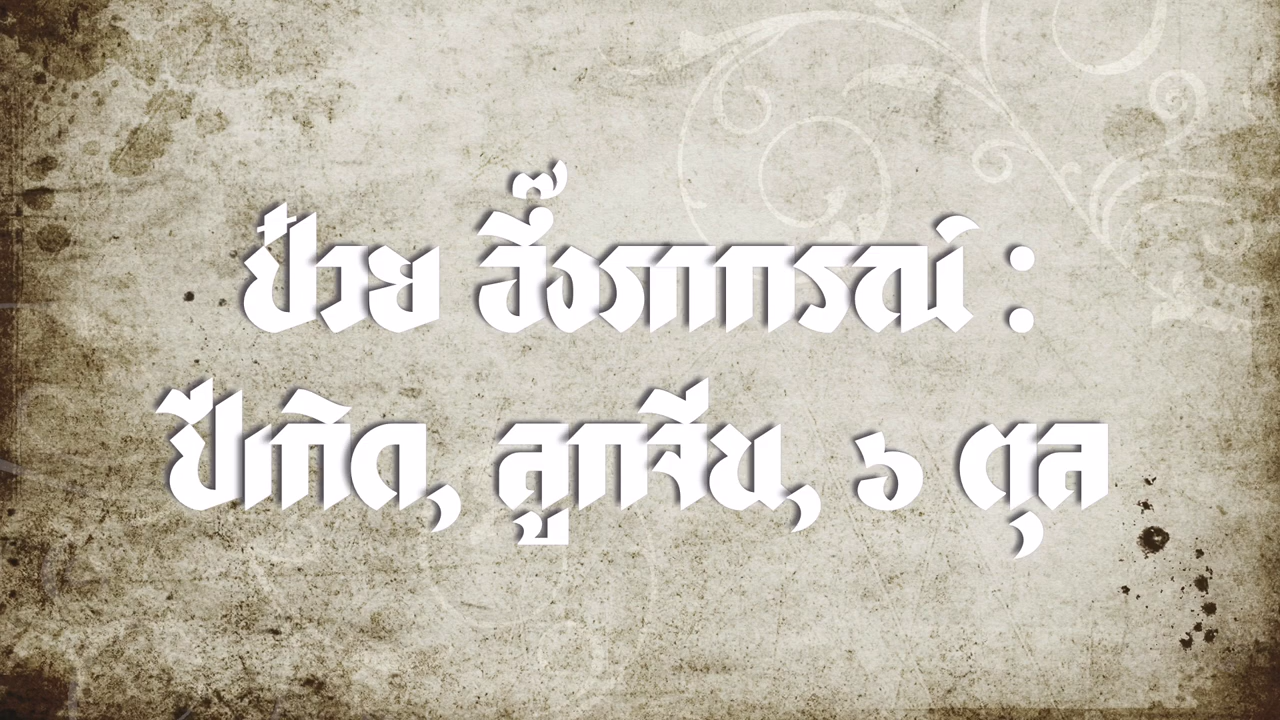 ป๋วย อึ๊งภากรณ์ :
ปีเกิด, ลูกจีน, ๖ ตุล